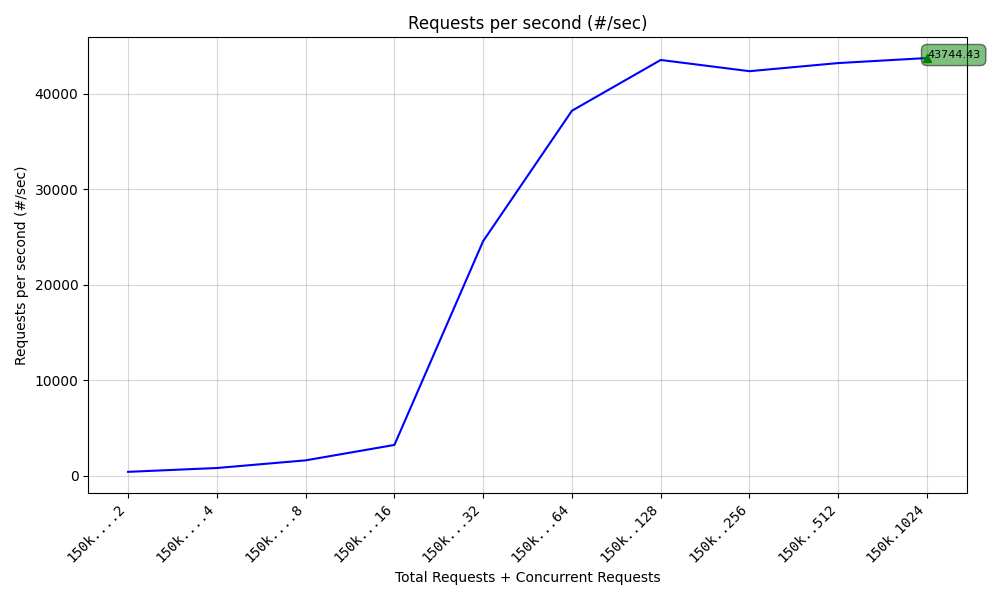 Requests per second (#/sec)
43744.43
40000
30000
20000
10000
0
Requests per second (#/sec)
150k....2
150k....4
150k....8
150k...16
150k...32
150k...64
150k..128
150k..256
150k..512
150k.1024
Total Requests + Concurrent Requests